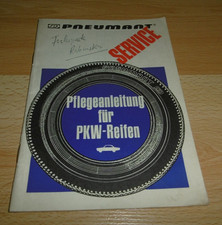 PNEUMANT
SERVICE
Pflegeanleitung
für
PKW-Reifen